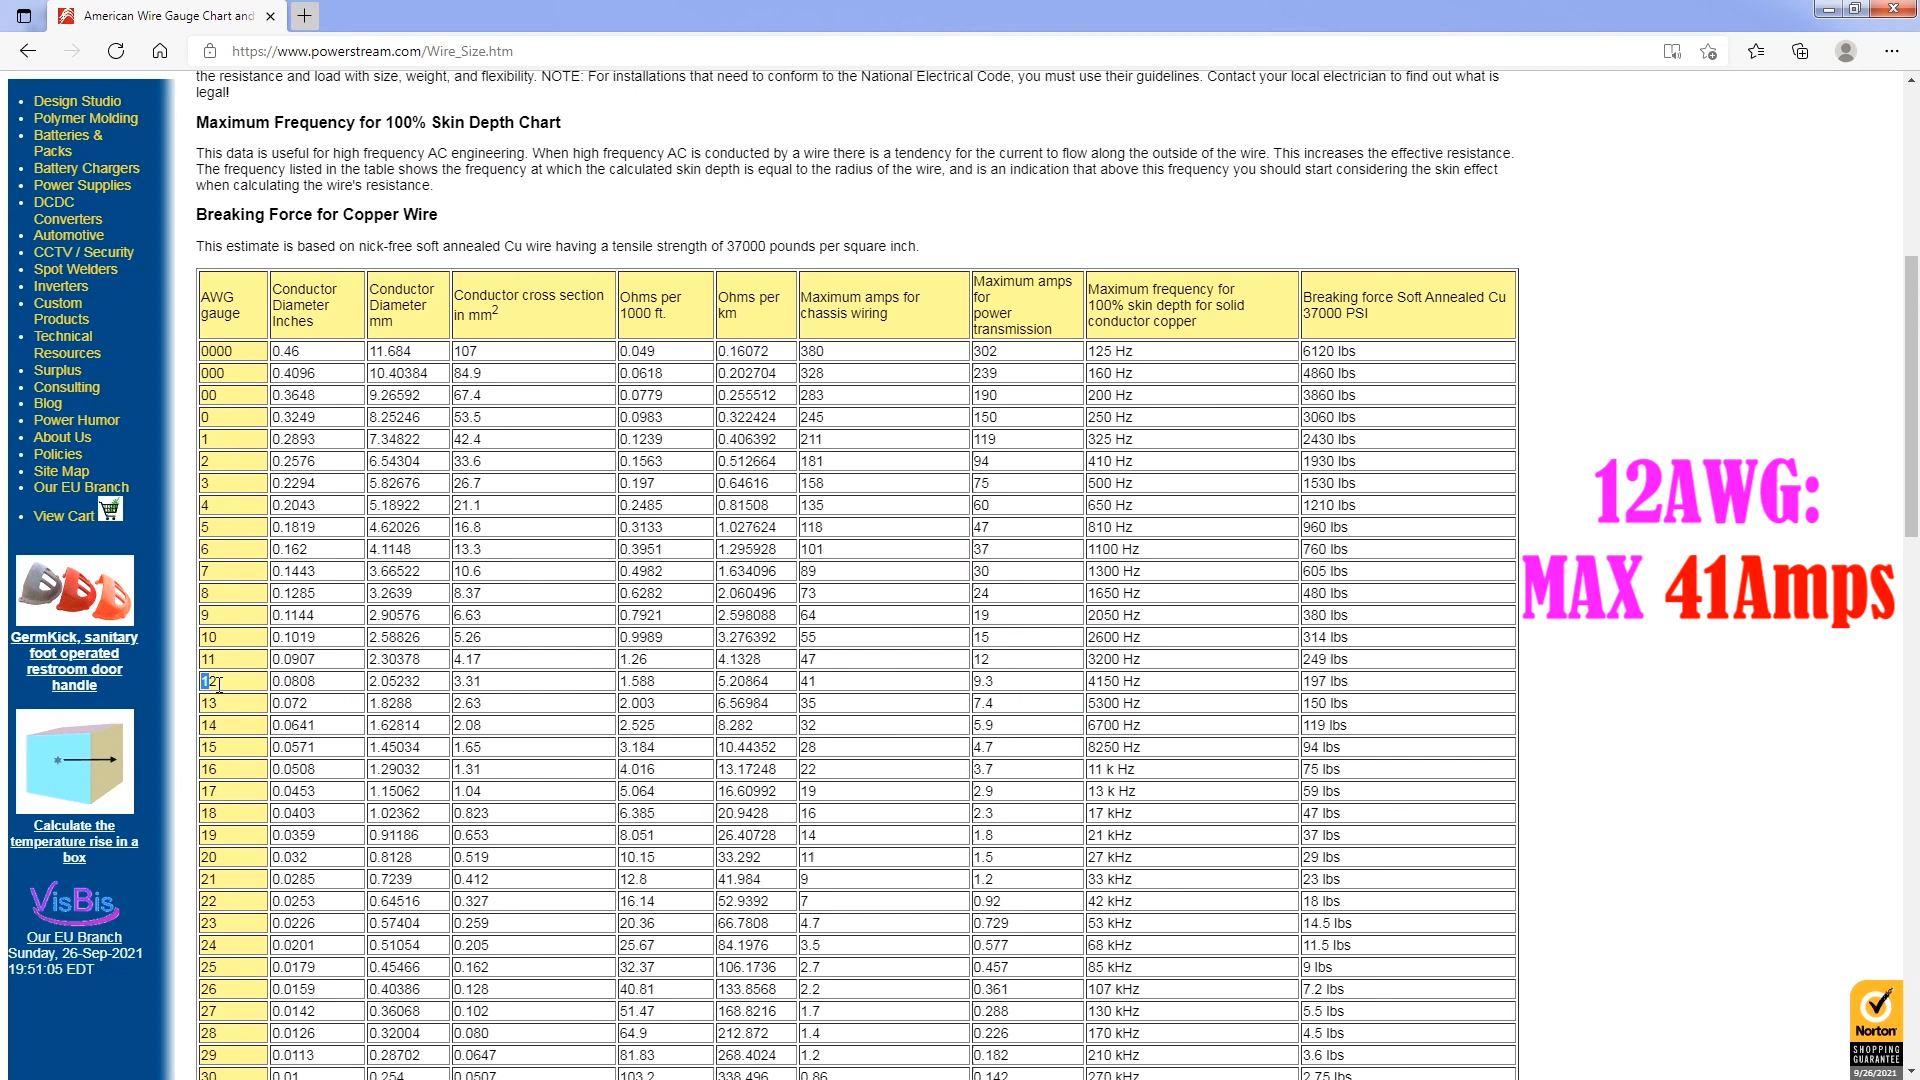 American Wire Gauge Chart and
https://www.powerstream.com/Wire_Size.htm
the resistance and load with size, weight, and flexibility. NOTE: For installations that need to conform to the National Electrical Code, you must use their guidelines. Contact your local electrician to find out what is
legal!
Maximum Frequency for 100% Skin Depth Chart
This data is useful for high frequency AC engineering. When high frequency AC is conducted by a wire there is a tendency for the current to flow along the outside of the wire. This increases the effective resistance.
The frequency listed in the table shows the frequency at which the calculated skin depth is equal to the radius of the wire, and is an indication that above this frequency you should start considering the skin effect
when calculating the wire's resistance.
Breaking Force for Copper Wire
This estimate is based on nick-free soft annealed Cu wire having a tensile strength of 37000 pounds per square inch.
Design Studio
Polymer Molding
Batteries &
Packs
Battery Chargers
Power Supplies
DCDC
Converters
Automotive
CCTV / Security
Spot Welders
Inverters
Custom
Products
Technical
Resources
Surplus
Consulting
Blog
Power Humor
About Us
Policies
Site Map
Our EU Branch
View Cart
GermKick, sanitary
foot operated
restroom door
handle
Calculate the
temperature rise in a
box
VisBis
Our EU Branch
Sunday, 26-Sep-2021
19:51:05 EDT
AWG gauge Conductor Diameter Inches Conductor Diameter mm Conductor cross section in mm2 Ohms per 1000 ft. Ohms per km Maximum amps for chassis wiring Maximum amps for power transmission Maximum frequency for 100% skin depth for solid conductor copper Breaking force Soft Annealed Cu 37000 PSI
0000 0.46 11.684 107 0.049 0.16072 380 302 125 Hz 6120 lbs
000 0.4096 10.40384 84.9 0.0618 0.202704 328 239 160 Hz 4860 lbs
00 0.3648 9.26592 67.4 0.0779 0.255512 283 190 200 Hz 3860 lbs
0 0.3249 8.25246 53.5 0.0983 0.322424 245 150 250 Hz 3060 lbs
1 0.2893 7.34822 42.4 0.1239 0.406392 211 119 325 Hz 2430 lbs
2 0.2576 6.54304 33.6 0.1563 0.512664 181 94 410 Hz 1930 lbs
3 0.2294 5.82676 26.7 0.197 0.64616 158 75 500 Hz 1530 lbs
4 0.2043 5.18922 21.1 0.2485 0.81508 135 60 650 Hz 1210 lbs
5 0.1819 4.62026 16.8 0.3133 1.027624 118 47 810 Hz 960 lbs
6 0.162 4.1148 13.3 0.3951 1.295928 101 37 1100 Hz 760 lbs
7 0.1443 3.66522 10.6 0.4982 1.634096 89 30 1300 Hz 605 lbs
8 0.1285 3.2639 8.37 0.6282 2.060496 73 24 1650 Hz 480 lbs
9 0.1144 2.90576 6.63 0.7921 2.598088 64 19 2050 Hz 380 lbs
10 0.1019 2.58826 5.26 0.9989 3.276392 55 15 2600 Hz 314 lbs
11 0.0907 2.30378 4.17 1.26 4.1328 47 12 3200 Hz 249 lbs
12 0.0808 2.05232 3.31 1.588 5.20864 41 9.3 4150 Hz 197 lbs
13 0.072 1.8288 2.63 2.003 6.56984 35 7.4 5300 Hz 150 lbs
14 0.0641 1.62814 2.08 2.525 8.282 32 5.9 6700 Hz 119 lbs
15 0.0571 1.45034 1.65 3.184 10.44352 28 4.7 8250 Hz 94 lbs
16 0.0508 1.29032 1.31 4.016 13.17248 22 3.7 11 k Hz 75 lbs
17 0.0453 1.15062 1.04 5.064 16.60992 19 2.9 13 k Hz 59 lbs
18 0.0403 1.02362 0.823 6.385 20.9428 16 2.3 17 kHz 47 lbs
19 0.0359 0.91186 0.653 8.051 26.40728 14 1.8 21 kHz 37 lbs
20 0.032 0.8128 0.519 10.15 33.292 11 1.5 27 kHz 29 lbs
21 0.0285 0.7239 0.412 12.8 41.984 9 1.2 33 kHz 23 lbs
22 0.0253 0.64516 0.327 16.14 52.9392 7 0.92 42 kHz 18 lbs
23 0.0226 0.57404 0.259 20.36 66.7808 4.7 0.729 53 kHz 14.5 lbs
24 0.0201 0.51054 0.205 25.67 84.1976 3.5 0.577 68 kHz 11.5 lbs
25 0.0179 0.45466 0.162 32.37 106.1736 2.7 0.457 85 kHz 9 lbs
26 0.0159 0.40386 0.128 40.81 133.8568 2.2 0.361 107 kHz 7.2 lbs
27 0.0142 0.36068 0.102 51.47 168.8216 1.7 0.288 130 kHz 5.5 lbs
28 0.0126 0.32004 0.080 64.9 212.872 1.4 0.226 170 kHz 4.5 lbs
29 0.0113 0.28702 0.0647 81.83 268.4024 1.2 0.182 210 kHz 3.6 lbs
30 0.01 0.254 0.0507 103.2 338.496 0.86 0.142 270 kHz 2.75 lbs
12AWG:
MAX 41Amps
Norton
SHOPPING
GUARANTEE
9/26/2021